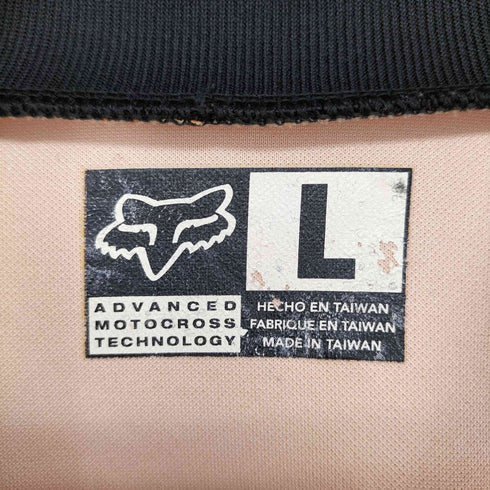 L
ADVANCED
MOTOCROSS
TECHNOLOGY
HECHO EN TAIWAN
FABRIQUE EN TAIWAN
MADE IN TAIWAN